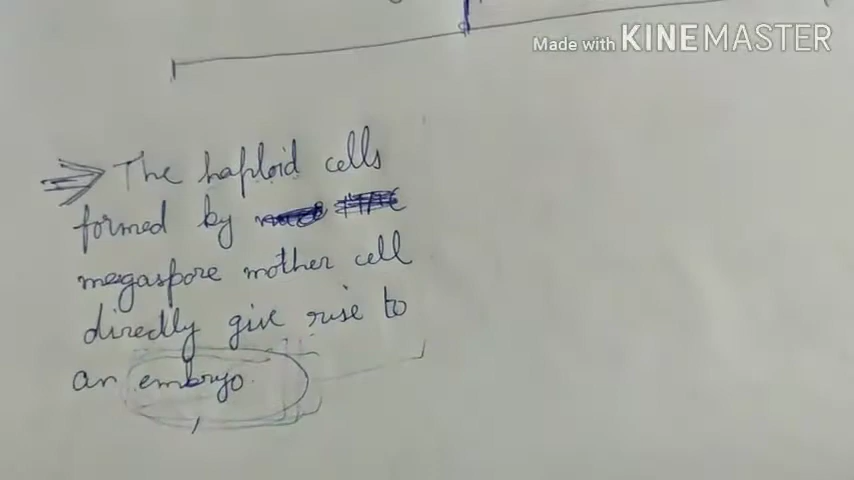 Made with KINEMASTER
⇒ The haploid cells
formed by
megaspore mother cell
directly give rise to
an embryo